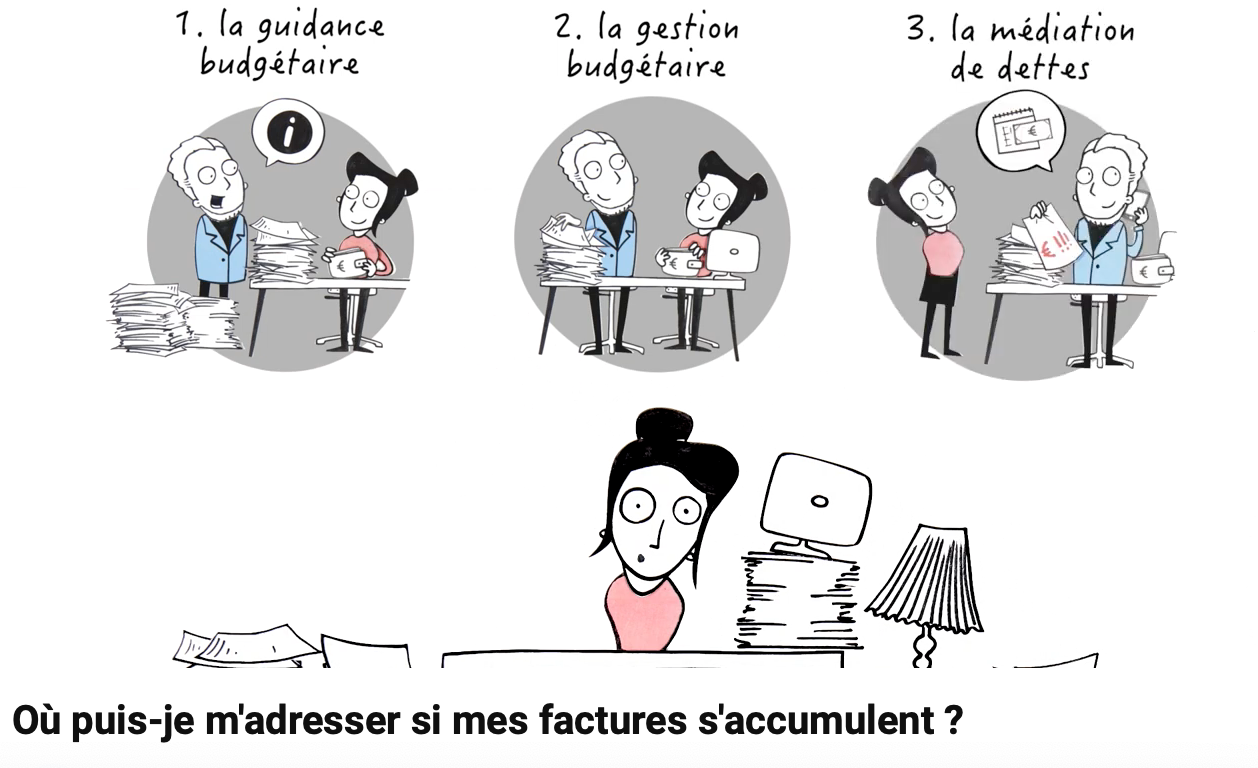 1. la guidance
budgétaire
2. la gestion
budgétaire
3. la médiation
de dettes
i
€
€
€
€ !!!
€
Où puis-je m'adresser si mes factures s'accumulent ?